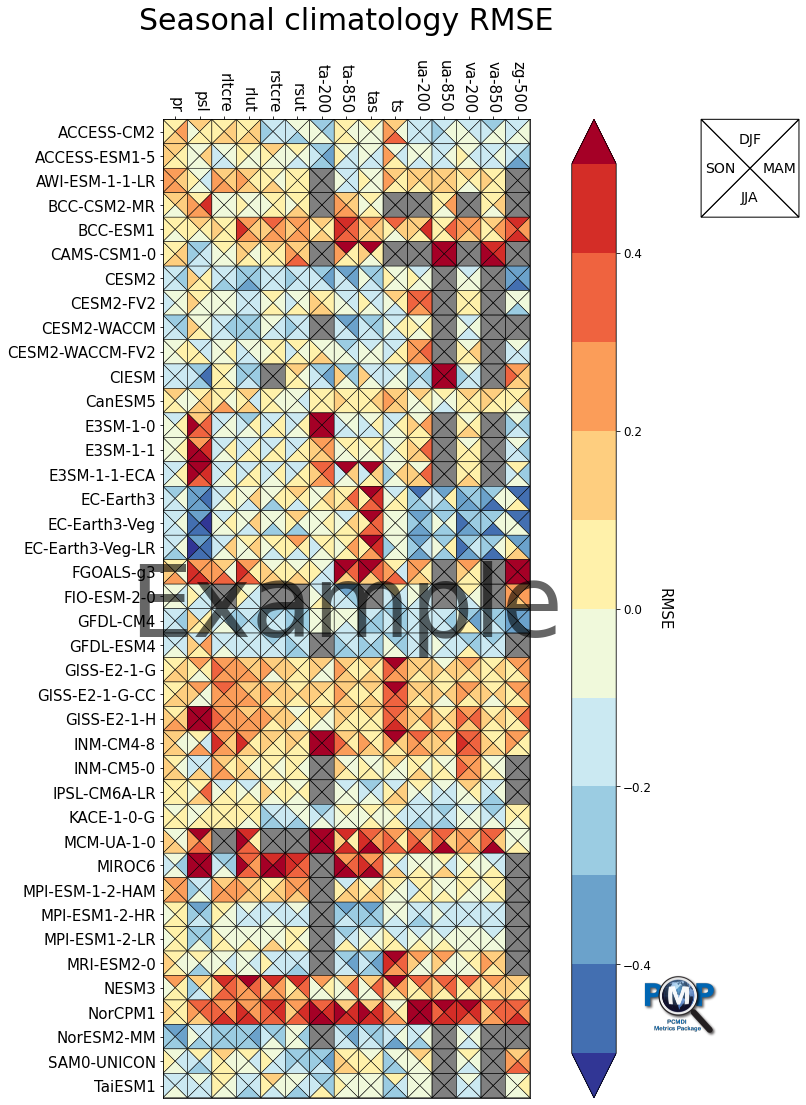 Seasonal climatology RMSE
pr psl rltcre rlut rstcre rsut ta-200 ta-850 tas ts ua-200 ua-850 va-200 va-850 zg-500
DJF
SON MAM
JJA
ACCESS-CM2
ACCESS-ESM1-5
AWI-ESM-1-1-LR
BCC-CSM2-MR
BCC-ESM1
CAMS-CSM1-0
CESM2
CESM2-FV2
CESM2-WACCM
CESM2-WACCM-FV2
CIESM
CanESM5
E3SM-1-0
E3SM-1-1
E3SM-1-1-ECA
EC-Earth3
EC-Earth3-Veg
EC-Earth3-Veg-LR
FGOALS-g3
FIO-ESM-2-0
GFDL-CM4
GFDL-ESM4
GISS-E2-1-G
GISS-E2-1-G-CC
GISS-E2-1-H
INM-CM4-8
INM-CM5-0
IPSL-CM6A-LR
KACE-1-0-G
MCM-UA-1-0
MIROC6
MPI-ESM-1-2-HAM
MPI-ESM1-2-HR
MPI-ESM1-2-LR
MRI-ESM2-0
NESM3
NorCPM1
NorESM2-MM
SAM0-UNICON
TaiESM1
Example
0.4
0.2
0.0
−0.2
−0.4
RMSE
PMP
PCMDI
Metrics Package